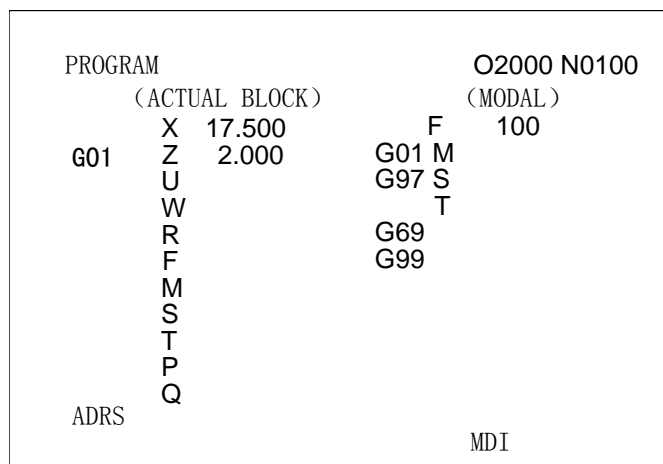 PROGRAM O2000 N0100
(ACTUAL BLOCK) (MODAL)
X 17.500 F 100
G01 Z 2.000 G01 M
U G97 S
W T
R G69
F G99
M
S
T
P
Q
ADRS
MDI